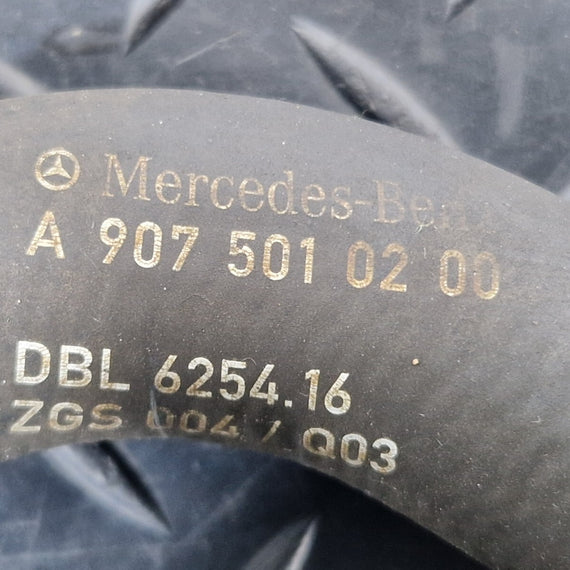 Mercedes-Ben
A 907 501 02 00
DBL 6254.16
ZGS 004 / Q03